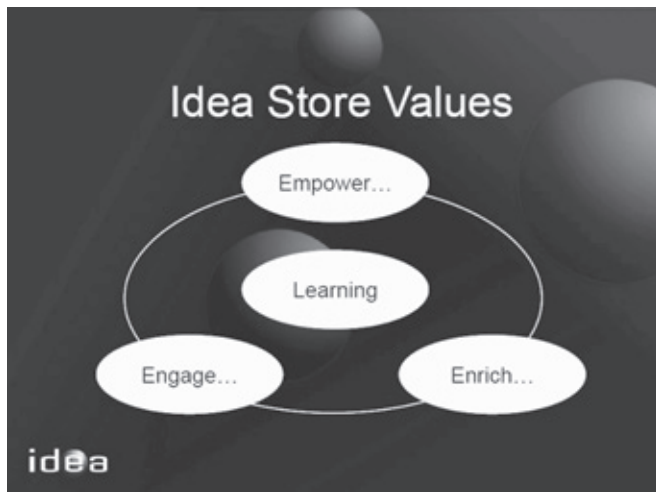 Idea Store Values
Empower…
Learning
Engage…
Enrich…
idea